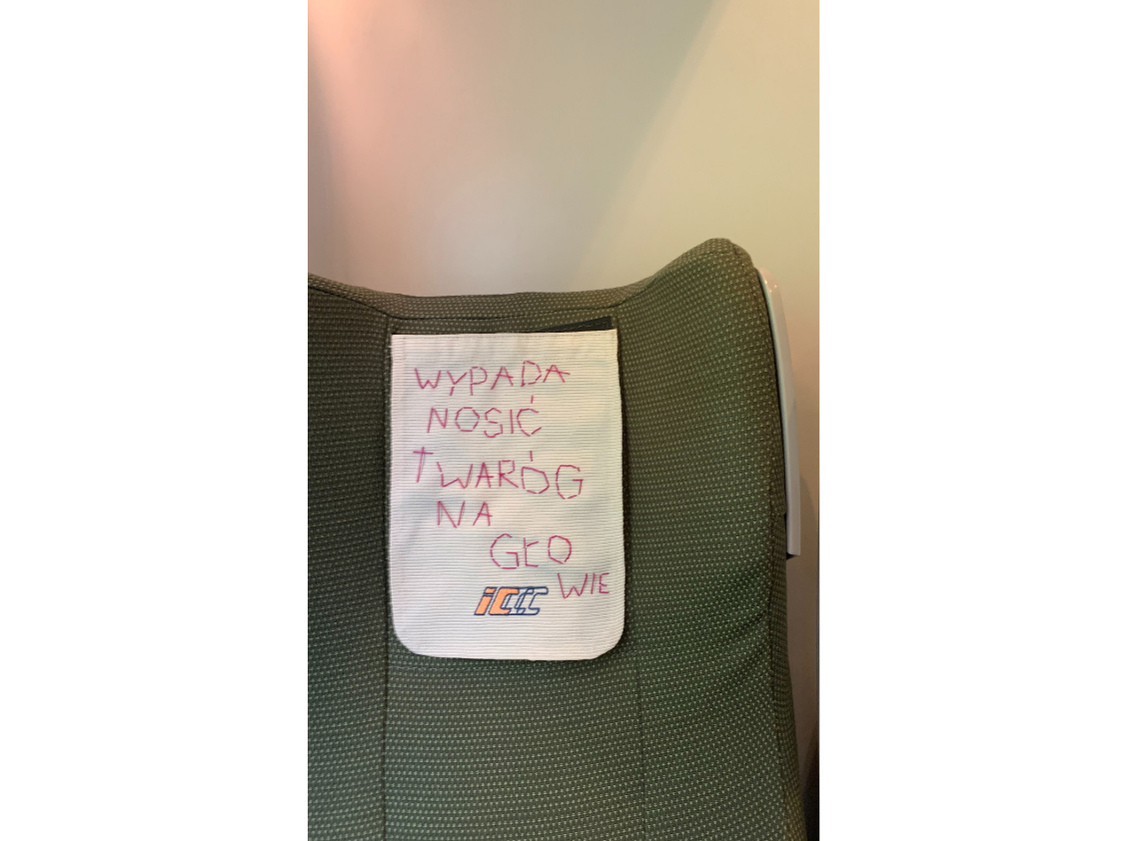 WYPADA
NOSIĆ
TWARÓG
NA
GŁO
WIE
iCCC